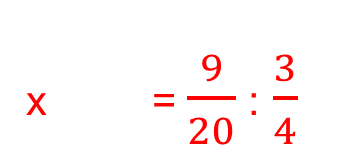 x = 9/20 : 3/4